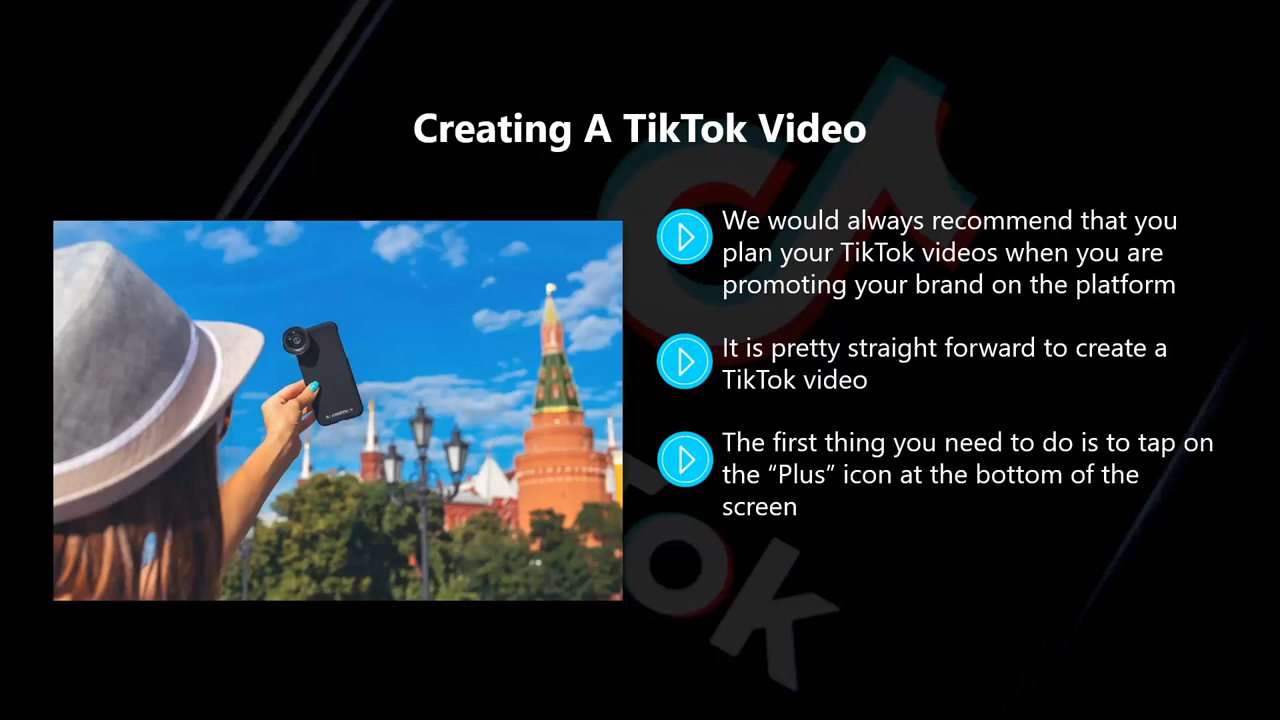 Creating A TikTok Video
We would always recommend that you
plan your TikTok videos when you are
promoting your brand on the platform
It is pretty straight forward to create a
TikTok video
The first thing you need to do is to tap on
the “Plus” icon at the bottom of the
screen
Tok